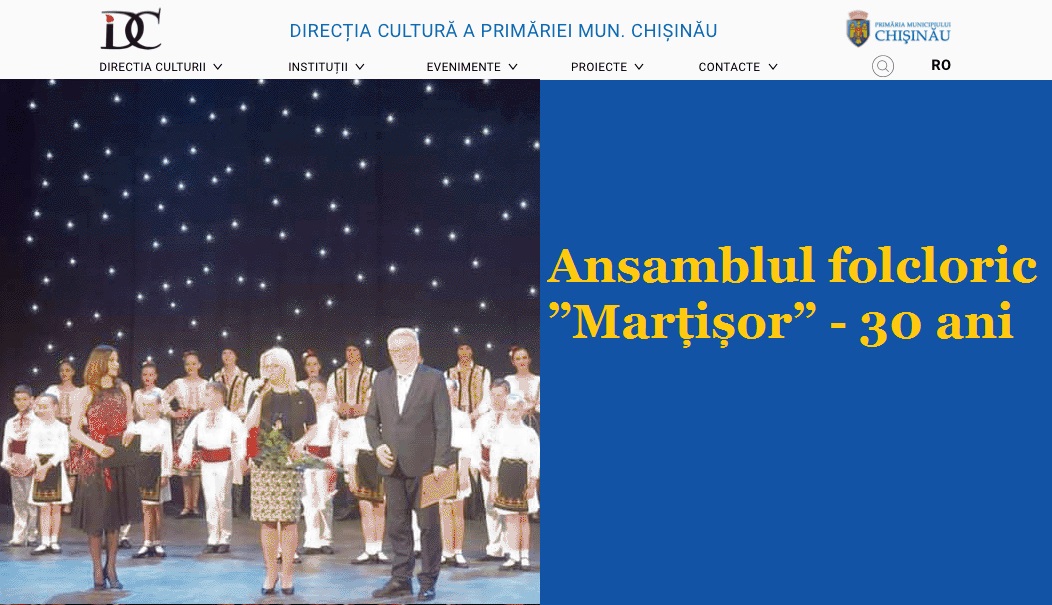 DC
DIRECȚIA CULTURĂ A PRIMĂRIEI MUN. CHIȘINĂU
PRIMĂRIA MUNICIPIULUI
CHIȘINĂU
DIRECTIA CULTURII
INSTITUȚII
EVENIMENTE
PROIECTE
CONTACTE
RO
Ansamblul folcloric
”Marțișor” - 30 ani